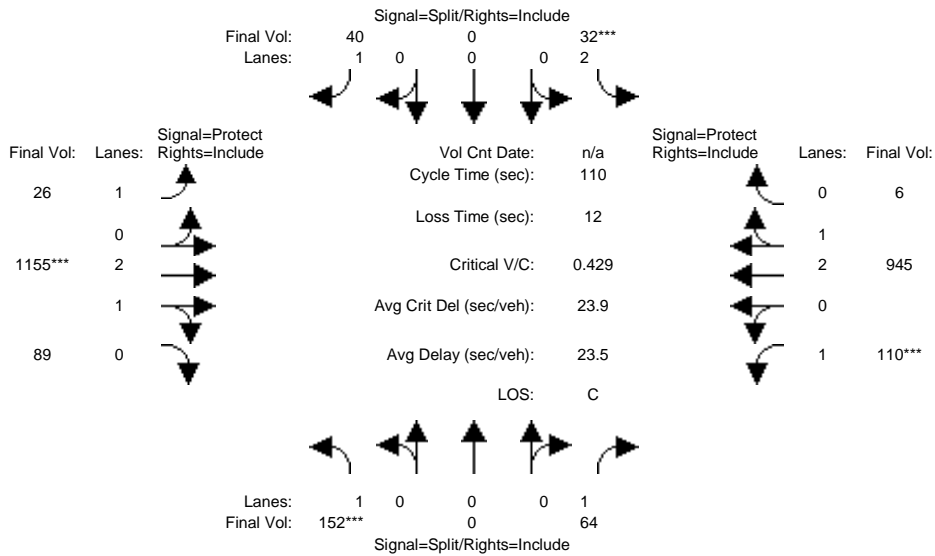 Signal=Split/Rights=Include
Final Vol: 40 0 32***
Lanes: 1 0 0 0 2
Signal=Protect Signal=Protect
Final Vol: Lanes: Rights=Include Vol Cnt Date: n/a Rights=Include Lanes: Final Vol:
Cycle Time (sec): 110
26 1 0 6
Loss Time (sec): 12
0 1
1155*** 2 Critical V/C: 0.429 2 945
1 Avg Crit Del (sec/veh): 23.9 0
89 0 Avg Delay (sec/veh): 23.5 1 110***
LOS: C
Lanes: 1 0 0 0 1
Final Vol: 152*** 0 64
Signal=Split/Rights=Include